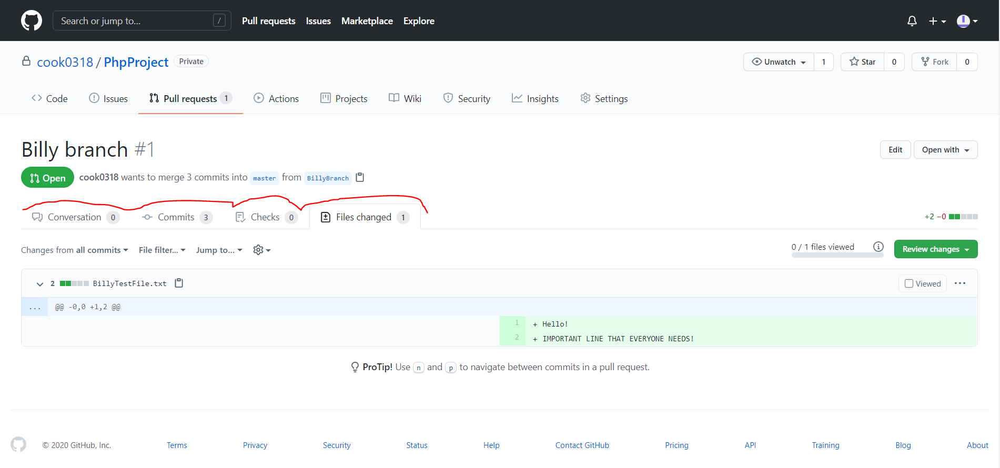 Search or jump to... / Pull requests Issues Marketplace Explore
cook0318 / PhpProject Private Unwatch 1 Star 0 Fork 0
Code Issues Pull requests 1 Actions Projects Wiki Security Insights Settings
Billy branch #1 Edit Open with
Open cook0318 wants to merge 3 commits into master from BillyBranch
Conversation 0 Commits 3 Checks 0 Files changed 1 +2 −0
Changes from all commits File filter... Jump to... 0 / 1 files viewed Review changes
2 BillyTestFile.txt Viewed ...
... @@ -0,0 +1,2 @@
1 + Hello!
2 + IMPORTANT LINE THAT EVERYONE NEEDS!
ProTip! Use n and p to navigate between commits in a pull request.
© 2020 GitHub, Inc. Terms Privacy Security Status Help Contact GitHub Pricing API Training Blog About